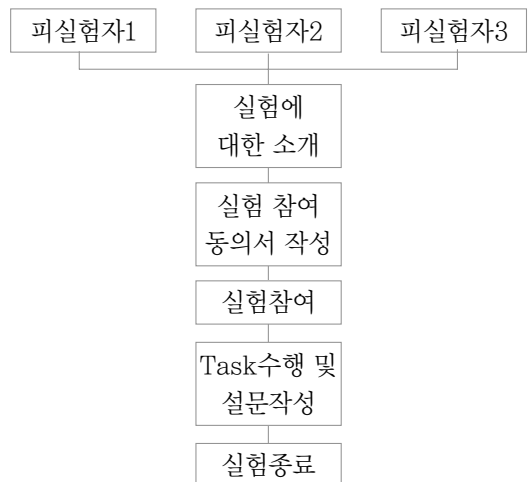 피실험자1 피실험자2 피실험자3
실험에
대한 소개
실험 참여
동의서 작성
실험참여
Task수행 및
설문작성
실험종료